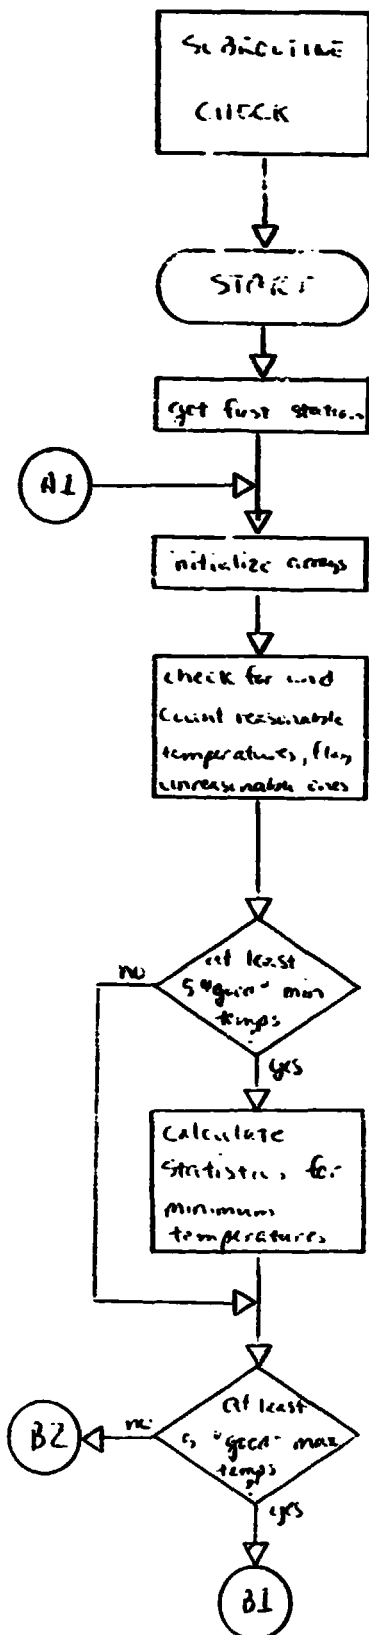 SUBROUTINE
CHECK
START
get first station
A1
initialize arrays
check for and
count reasonable
temperatures, flag
unreasonable ones
at least
no
5 "good" min
temps
yes
Calculate
Statistics for
minimum
temperatures
At least
B2
no
5 "good" max
temps
yes
B1